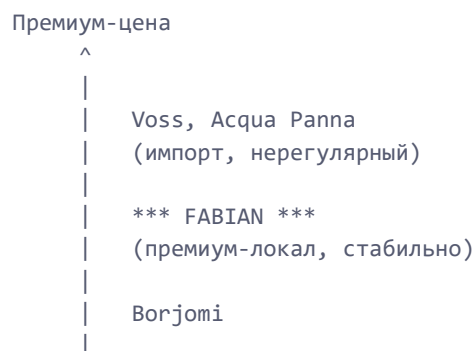 Премиум-цена
^
|
| Voss, Acqua Panna
| (импорт, нерегулярный)
|
| *** FABIAN ***
| (премиум-локал, стабильно)
|
| Borjomi
|